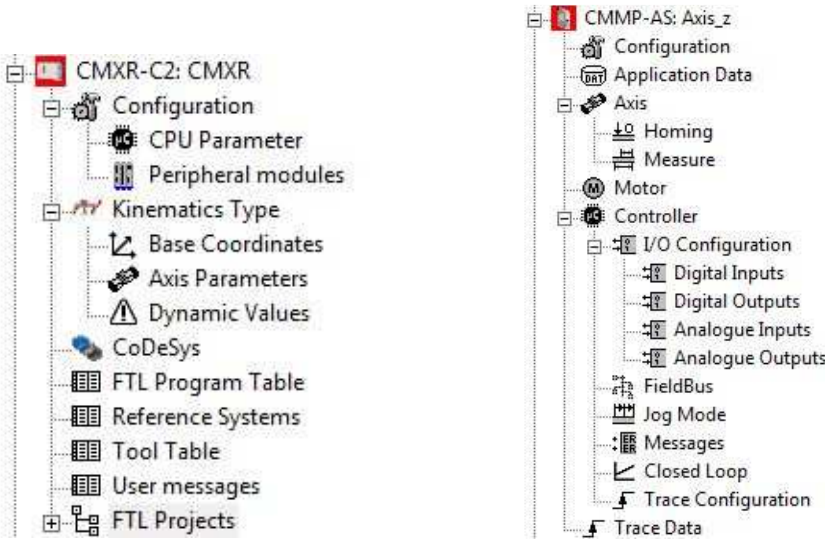 CMXR-C2: CMXR
Configuration
CPU Parameter
Peripheral modules
Kinematics Type
Base Coordinates
Axis Parameters
Dynamic Values
CoDeSys
FTL Program Table
Reference Systems
Tool Table
User messages
FTL Projects
CMMP-AS: Axis_z
Configuration
DAT Application Data
Axis
Homing
Measure
M Motor
Controller
I/O Configuration
Digital Inputs
Digital Outputs
Analogue Inputs
Analogue Outputs
FieldBus
Jog Mode
Messages
Closed Loop
Trace Configuration
Trace Data